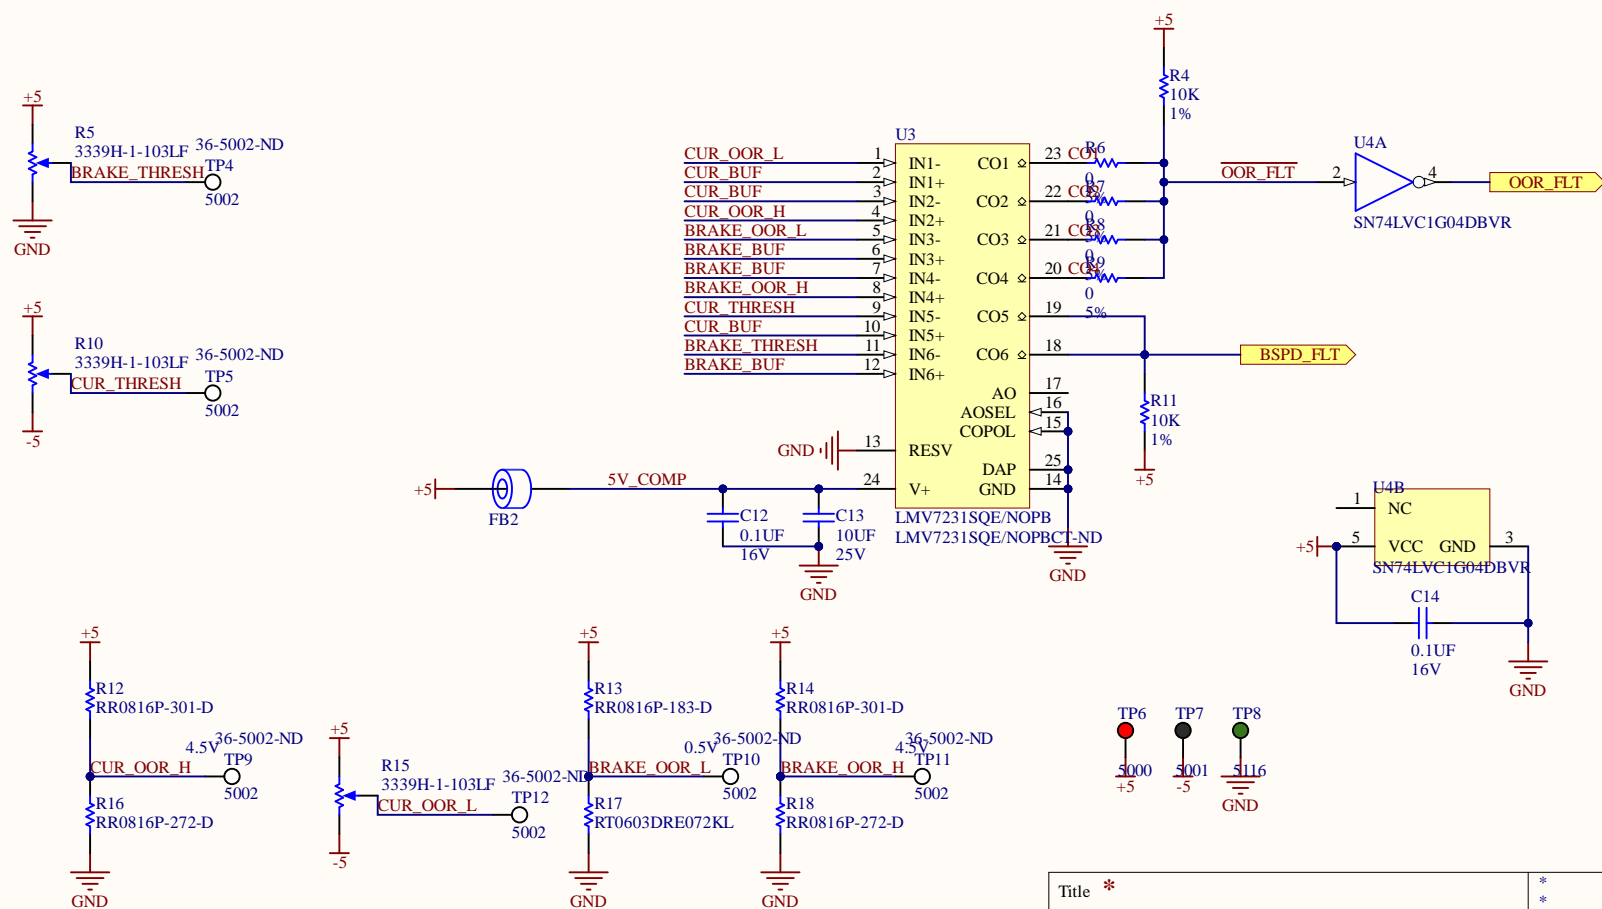 +5
R5
3339H-1-103LF
36-5002-ND
TP4
BRAKE_THRESH
5002
GND
+5
R10
3339H-1-103LF
36-5002-ND
TP5
CUR_THRESH
5002
-5
U3
CUR_OOR_L 1 IN1-
CUR_BUF 2 IN1+
CUR_BUF 3 IN2-
CUR_OOR_H 4 IN2+
BRAKE_OOR_L 5 IN3-
BRAKE_BUF 6 IN3+
BRAKE_BUF 7 IN4-
BRAKE_OOR_H 8 IN4+
CUR_THRESH 9 IN5-
CUR_BUF 10 IN5+
BRAKE_THRESH 11 IN6-
BRAKE_BUF 12 IN6+
GND 13 RESV
+5 FB2 5V_COMP 24 V+
CO1 23
CO2 22
CO3 21
CO4 20
CO5 19
CO6 18
AO 17
AOSEL 16
COPOL 15
DAP 25
GND 14
LMV7231SQE/NOPB
LMV7231SQE/NOPBCT-ND
GND
C12
0.1UF
16V
C13
10UF
25V
GND
+5
R4
10K
1%
R6
0
0
R8
0
R9
0
5%
OOR_FLT
U4A
2 4
OOR_FLT
SN74LVC1G04DBVR
BSPD_FLT
R11
10K
1%
+5
U4B
1 NC
+5 5 VCC GND 3
SN74LVC1G04DBVR
C14
0.1UF
16V
GND
+5
R12
RR0816P-301-D
36-5002-ND
4.5V
TP9
CUR_OOR_H
5002
R16
RR0816P-272-D
GND
+5
R15
3339H-1-103LF
36-5002-ND
TP12
CUR_OOR_L
5002
-5
+5
R13
RR0816P-183-D
36-5002-ND
0.5V
TP10
BRAKE_OOR_L
5002
R17
RT0603DRE072KL
GND
+5
R14
RR0816P-301-D
36-5002-ND
4.5V
TP11
BRAKE_OOR_H
5002
R18
RR0816P-272-D
GND
TP6
5000
+5
TP7
5001
-5
TP8
5116
GND
Title *
*
*